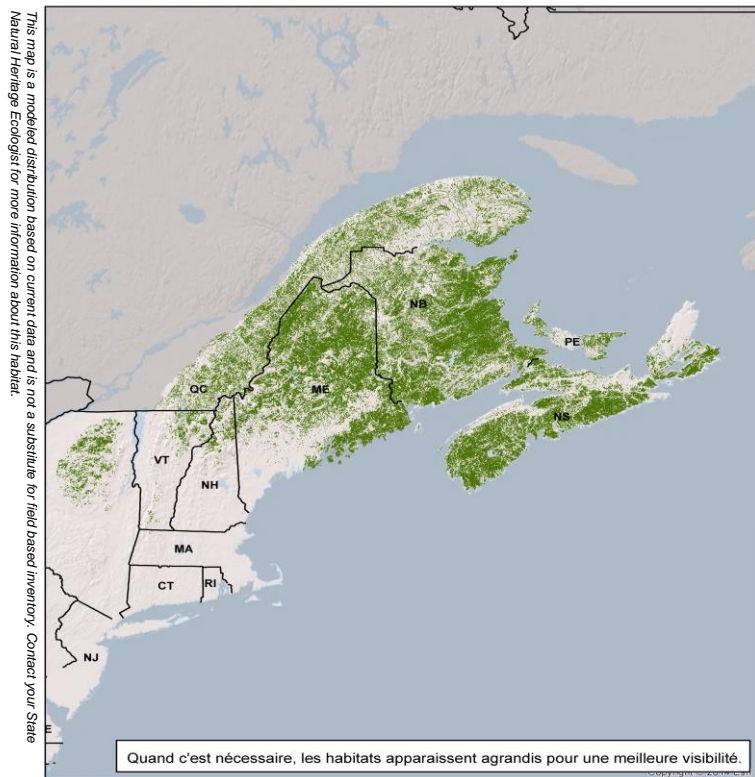 This map is a modeled distribution based on current data and is not a substitute for field based inventory. Contact your State
Natural Heritage Ecologist for more information about this habitat.
NB
PE
QC
ME
NS
VT
NH
MA
CT
RI
NJ
E
Quand c'est nécessaire, les habitats apparaissent agrandis pour une meilleure visibilité.